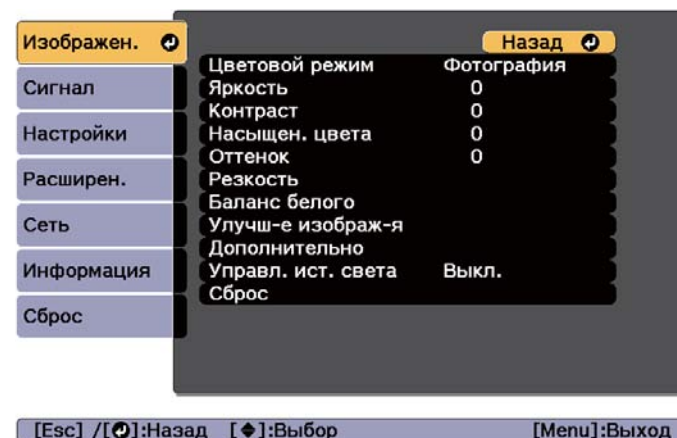 Изображен.
Сигнал
Настройки
Расширен.
Сеть
Информация
Сброс
Назад
Цветовой режим Фотография
Яркость 0
Контраст 0
Насыщен. цвета 0
Оттенок 0
Резкость
Баланс белого
Улучш-е изображ-я
Дополнительно
Управл. ист. света Выкл.
Сброс
[Esc] /[⏎]:Назад [◆]:Выбор [Menu]:Выход